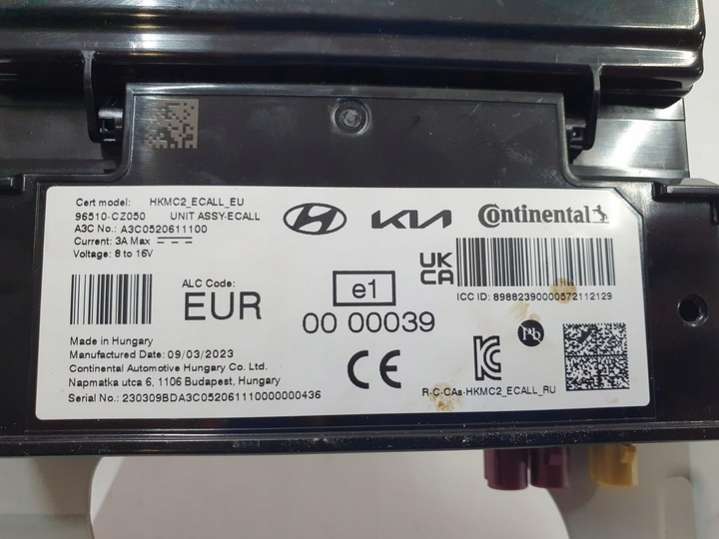 Cert model: HKMC2_ECALL_EU
96510-CZ050 UNIT ASSY-ECALL
A3C No.: A3C0520611100
Current: 3A Max
Voltage: 8 to 16V
KIA
Continental
UK
CA
ICC ID: 89882390000572112129
ALC Code:
EUR
e1
00 00039
Made in Hungary
Manufactured Date: 09/03/2023
Continental Automotive Hungary Co. Ltd.
Napmatka utca 6, 1106 Budapest, Hungary
Serial No.: 230309BDA3C052061110000000436
CE
Pb
R-C-CAs-HKMC2_ECALL_RU